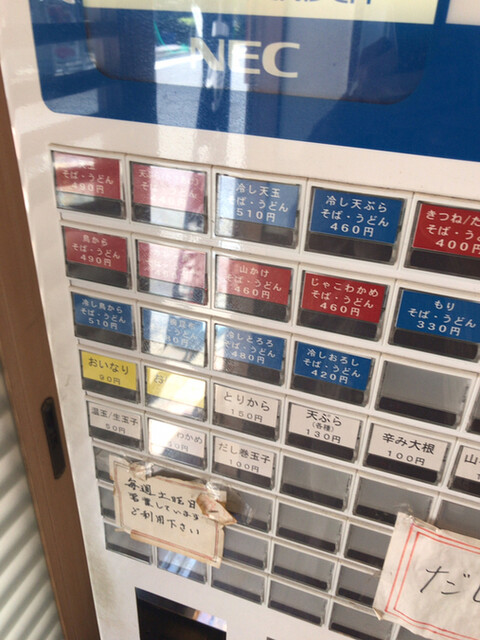 NEC
そば・うどん
490円
冷し天玉
そば・うどん
510円
冷し天ぷら
そば・うどん
460円
きつね/た
そば・う
400
鳥から
そば・うどん
490円
山かけ
そば・うどん
460円
じゃこわかめ
そば・うどん
460円
冷し鳥から
そば・うどん
510円
冷しとろろ
そば・うどん
480円
冷しおろし
そば・うどん
420円
もり
そば・うどん
330円
おいなり
90円
とりから
150円
天ぷら
(各種)
130円
辛み大根
100円
温玉/生玉子
50円
わかめ
50円
だし巻玉子
100円
毎週土曜日
営業しています
ご利用下さい
だし